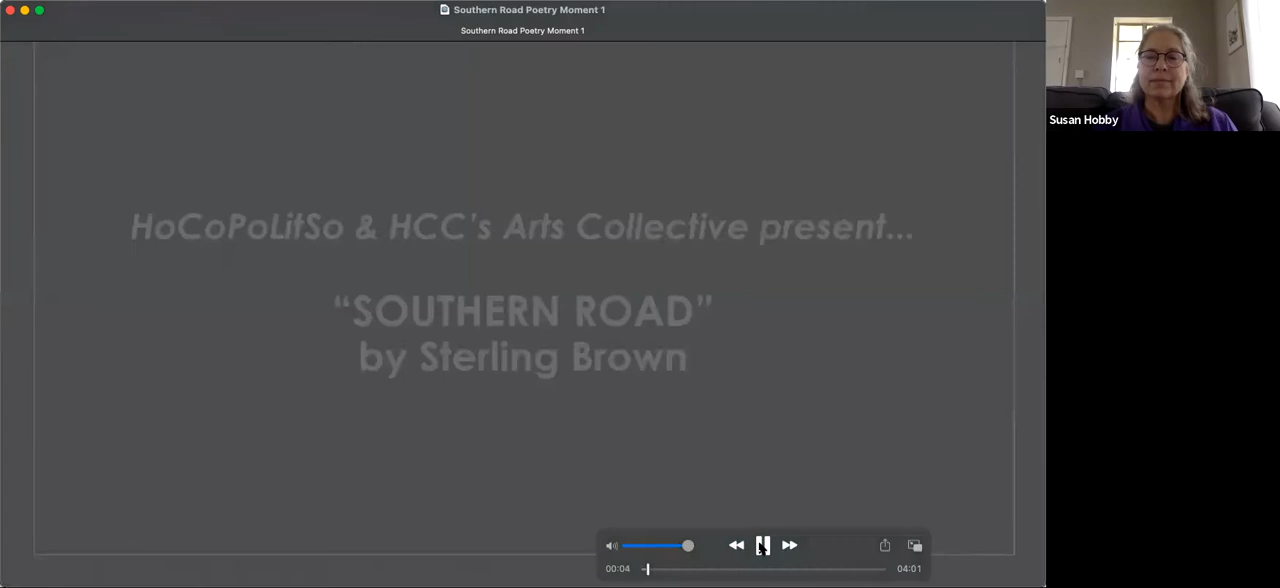 Southern Road Poetry Moment 1
Southern Road Poetry Moment 1
HoCoPoLitSo & HCC's Arts Collective present...
“SOUTHERN ROAD”
by Sterling Brown
00:04
04:01
Susan Hobby